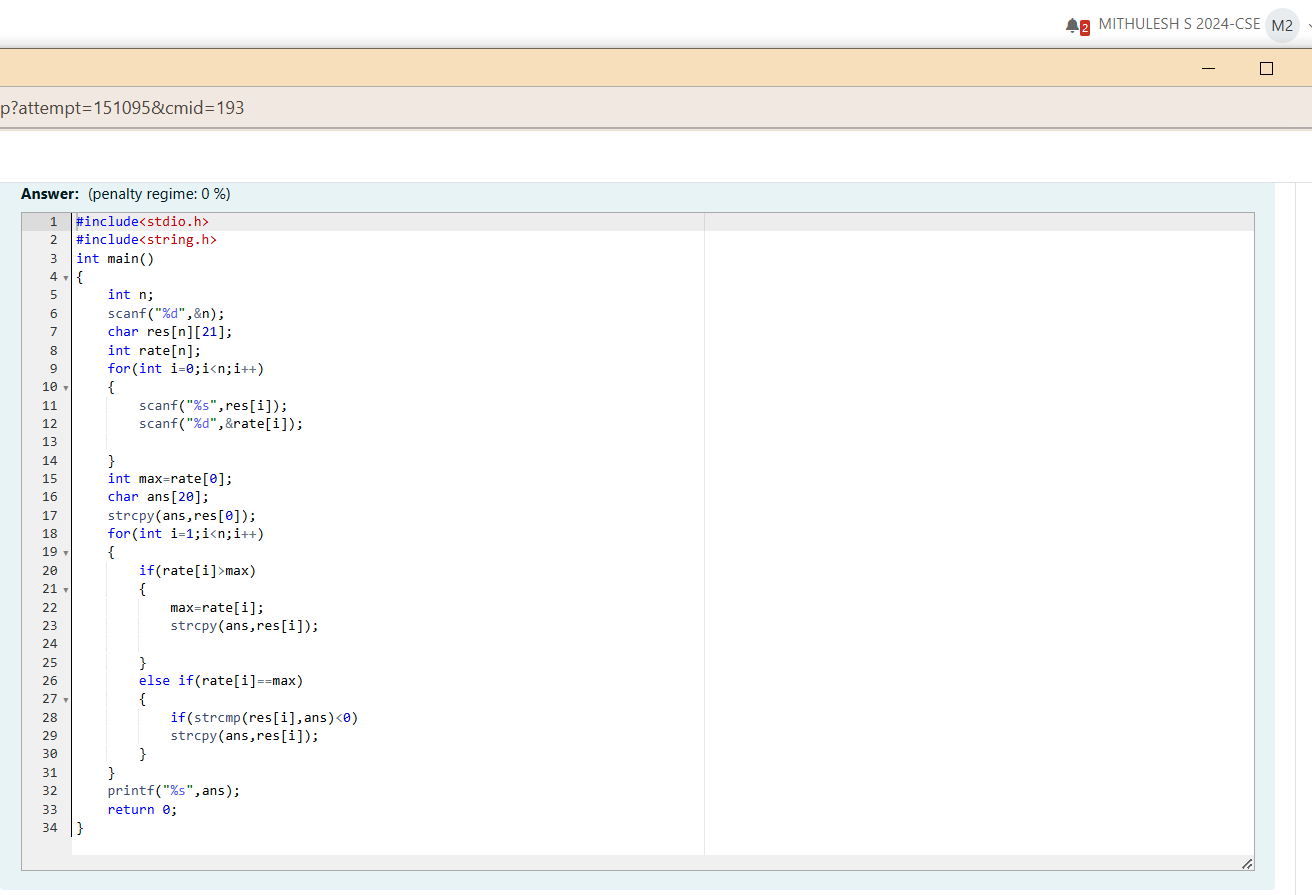 2 MITHULESH S 2024-CSE M2
p?attempt=151095&cmid=193
Answer: (penalty regime: 0 %)
1 #include<stdio.h>
2 #include<string.h>
3 int main()
4 {
5     int n;
6     scanf("%d",&n);
7     char res[n][21];
8     int rate[n];
9     for(int i=0;i<n;i++)
10     {
11         scanf("%s",res[i]);
12         scanf("%d",&rate[i]);
13
14     }
15     int max=rate[0];
16     char ans[20];
17     strcpy(ans,res[0]);
18     for(int i=1;i<n;i++)
19     {
20         if(rate[i]>max)
21         {
22             max=rate[i];
23             strcpy(ans,res[i]);
24
25         }
26         else if(rate[i]==max)
27         {
28             if(strcmp(res[i],ans)<0)
29             strcpy(ans,res[i]);
30         }
31     }
32     printf("%s",ans);
33     return 0;
34 }